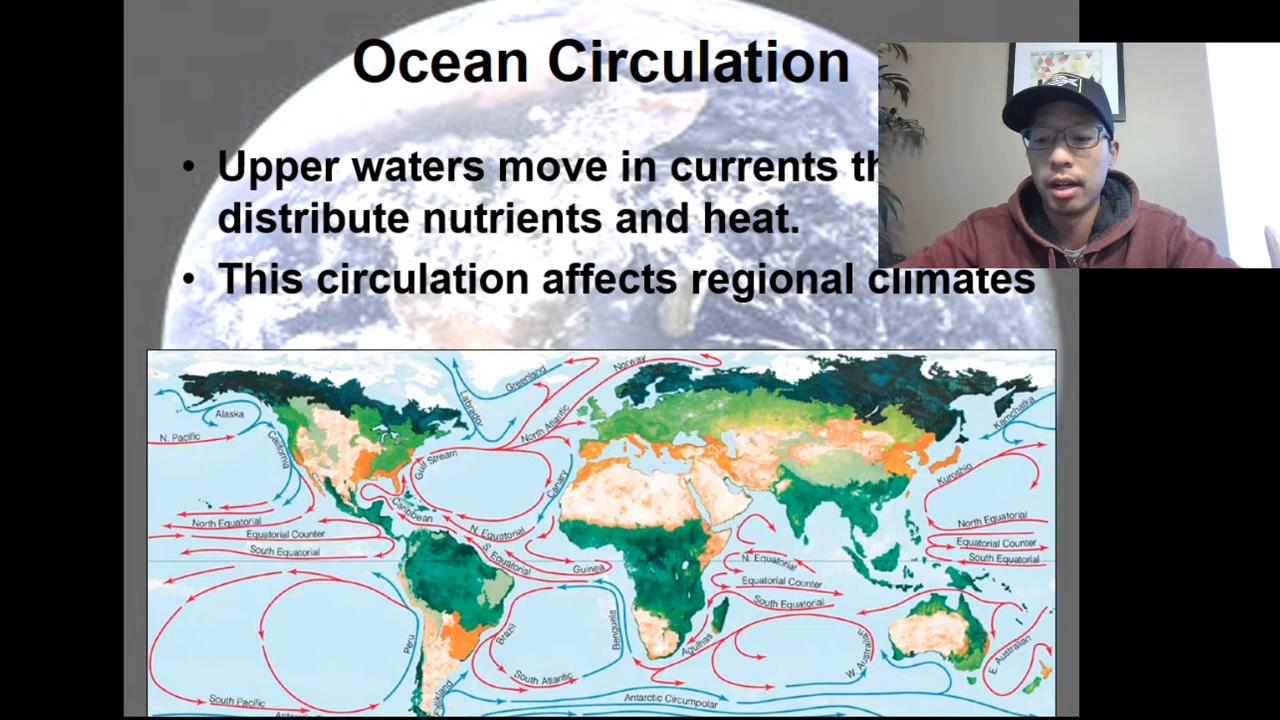 Ocean Circulation
• Upper waters move in currents th
distribute nutrients and heat.
• This circulation affects regional climates
Norway
Greenland
Labrador
Alaska
Kamchatka
N. Pacific
California
North Atlantic
Gulf Stream
Canary
Kuroshio
Caribbean
North Equatorial
Equatorial Counter
South Equatorial
N. Equatorial
S. Equatorial
Guinea
N. Equatorial
Equatorial Counter
South Equatorial
North Equatorial
Equatorial Counter
South Equatorial
Peru
Brazil
Benguela
Agulhas
W. Australia
E. Australian
South Atlantic
South Pacific
Antarctic Circumpolar